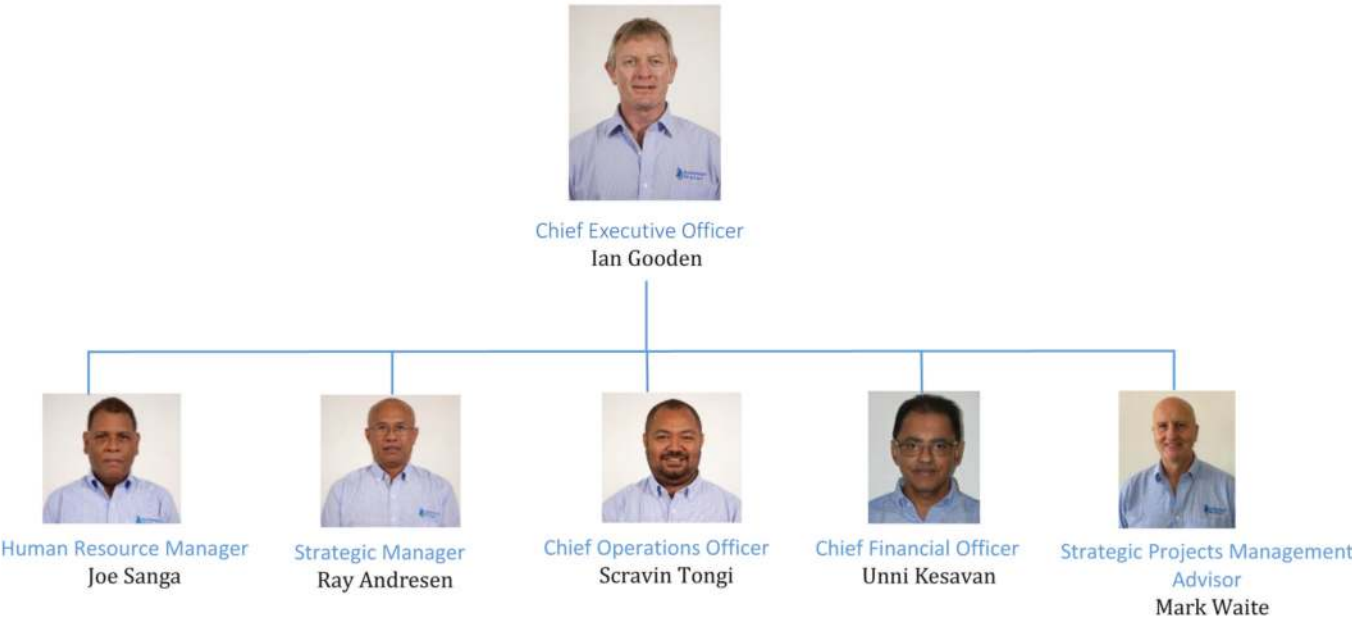 Chief Executive Officer
Ian Gooden
Human Resource Manager
Joe Sanga
Strategic Manager
Ray Andresen
Chief Operations Officer
Scravin Tongi
Chief Financial Officer
Unni Kesavan
Strategic Projects Management
Advisor
Mark Waite